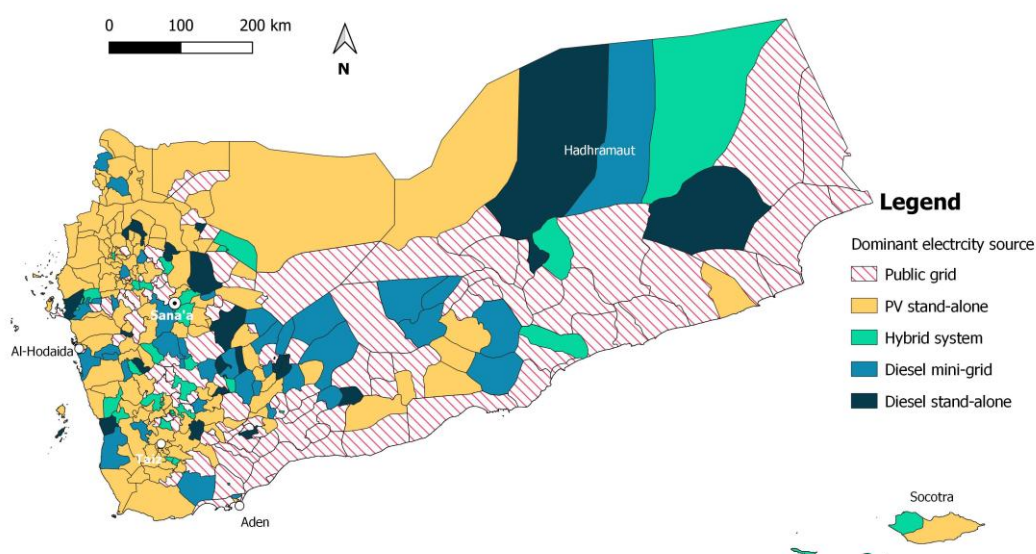 0 100 200 km
N
Hadhramaut
Legend
Dominant electrcity source
Public grid
PV stand-alone
Hybrid system
Diesel mini-grid
Diesel stand-alone
Sana'a
Al-Hodaida
Taiz
Aden
Socotra